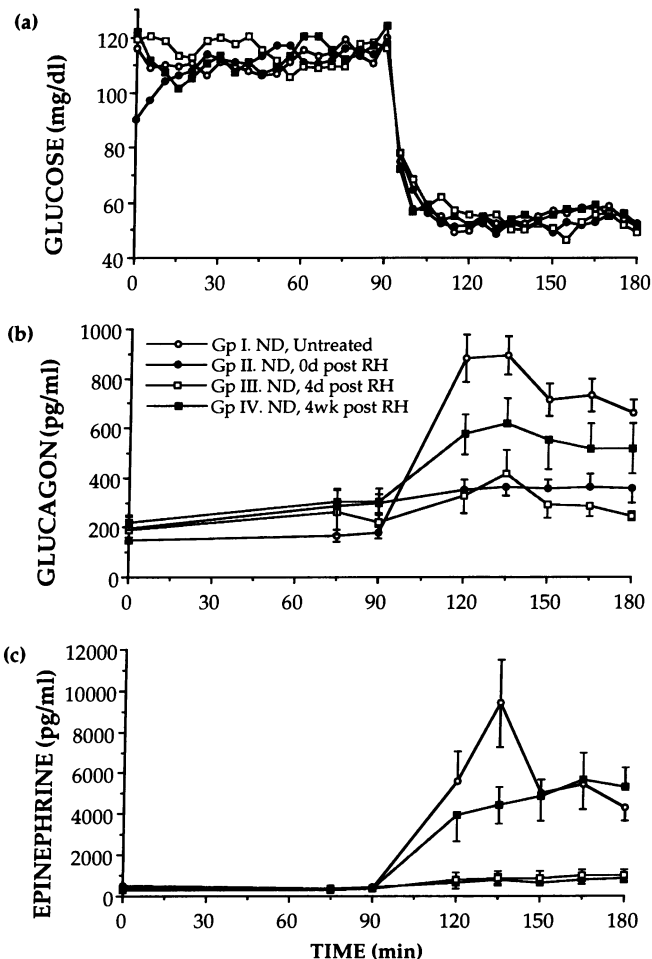 (a)
GLUCOSE (mg/dl)
120
100
80
60
40
0 30 60 90 120 150 180
(b)
GLUCAGON (pg/ml)
1000
800
600
400
200
0
Gp I. ND, Untreated
Gp II. ND, 0d post RH
Gp III. ND, 4d post RH
Gp IV. ND, 4wk post RH
0 30 60 90 120 150 180
(c)
EPINEPHRINE (pg/ml)
12000
10000
8000
6000
4000
2000
0
0 30 60 90 120 150 180
TIME (min)